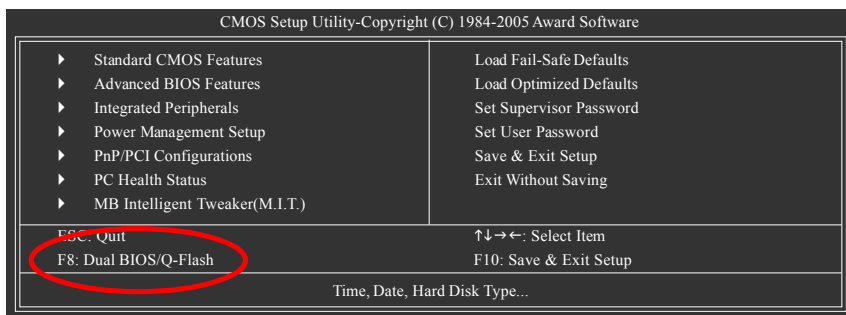 CMOS Setup Utility-Copyright (C) 1984-2005 Award Software
Standard CMOS Features
Advanced BIOS Features
Integrated Peripherals
Power Management Setup
PnP/PCI Configurations
PC Health Status
MB Intelligent Tweaker(M.I.T.)
Load Fail-Safe Defaults
Load Optimized Defaults
Set Supervisor Password
Set User Password
Save & Exit Setup
Exit Without Saving
ESC: Quit
F8: Dual BIOS/Q-Flash
↑↓→←: Select Item
F10: Save & Exit Setup
Time, Date, Hard Disk Type...